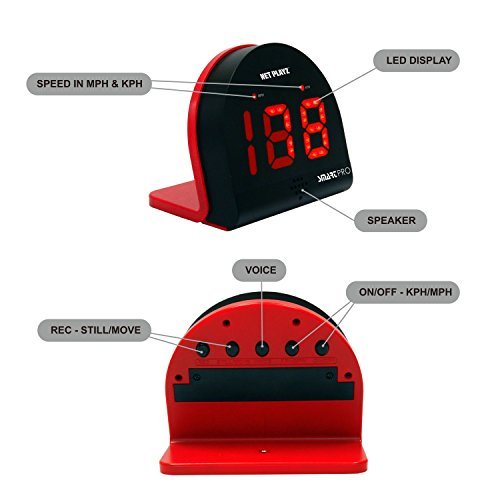 NET PLAYZ
LED DISPLAY
SPEED IN MPH & KPH
188
SMART PRO
SPEAKER
VOICE
ON/OFF - KPH/MPH
REC - STILL/MOVE